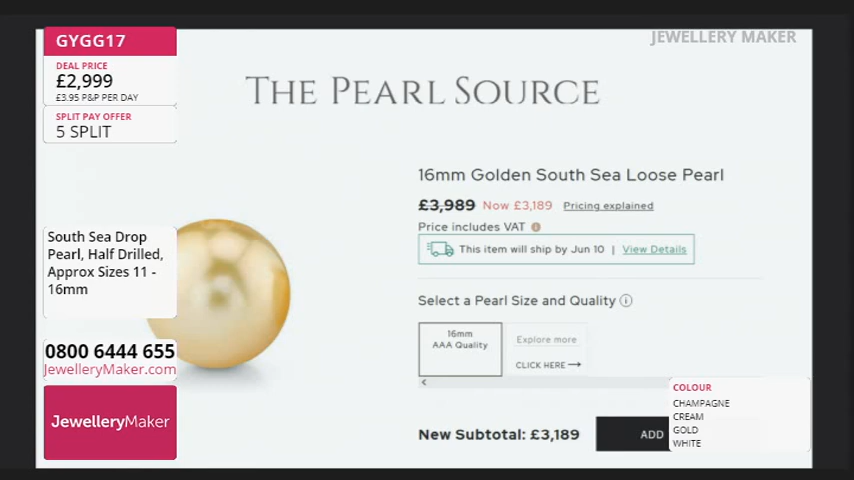 GYGG17
DEAL PRICE
£2,999
£3.95 P&P PER DAY
SPLIT PAY OFFER
5 SPLIT
South Sea Drop
Pearl, Half Drilled,
Approx Sizes 11 -
16mm
0800 6444 655
JewelleryMaker.com
JewelleryMaker
JEWELLERY MAKER
THE PEARL SOURCE
16mm Golden South Sea Loose Pearl
£3,989 Now £3,189 Pricing explained
Price includes VAT
This item will ship by Jun 10 | View Details
Select a Pearl Size and Quality
16mm
AAA Quality
Explore more
CLICK HERE
New Subtotal: £3,189
ADD
COLOUR
CHAMPAGNE
CREAM
GOLD
WHITE